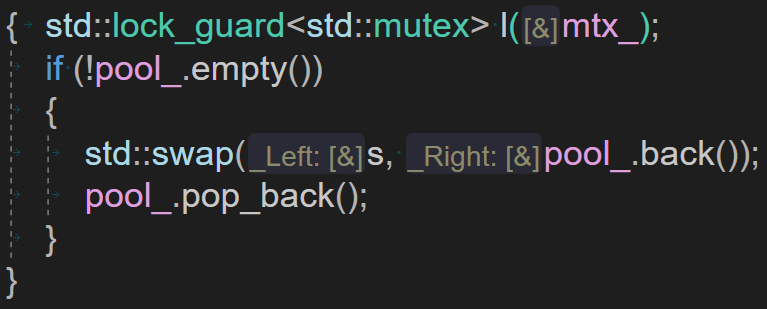 { std::lock_guard<std::mutex> l([&]mtx_);
if (!pool_.empty())
{
std::swap(_Left: [&]s, _Right: [&]pool_.back());
pool_.pop_back();
}
}